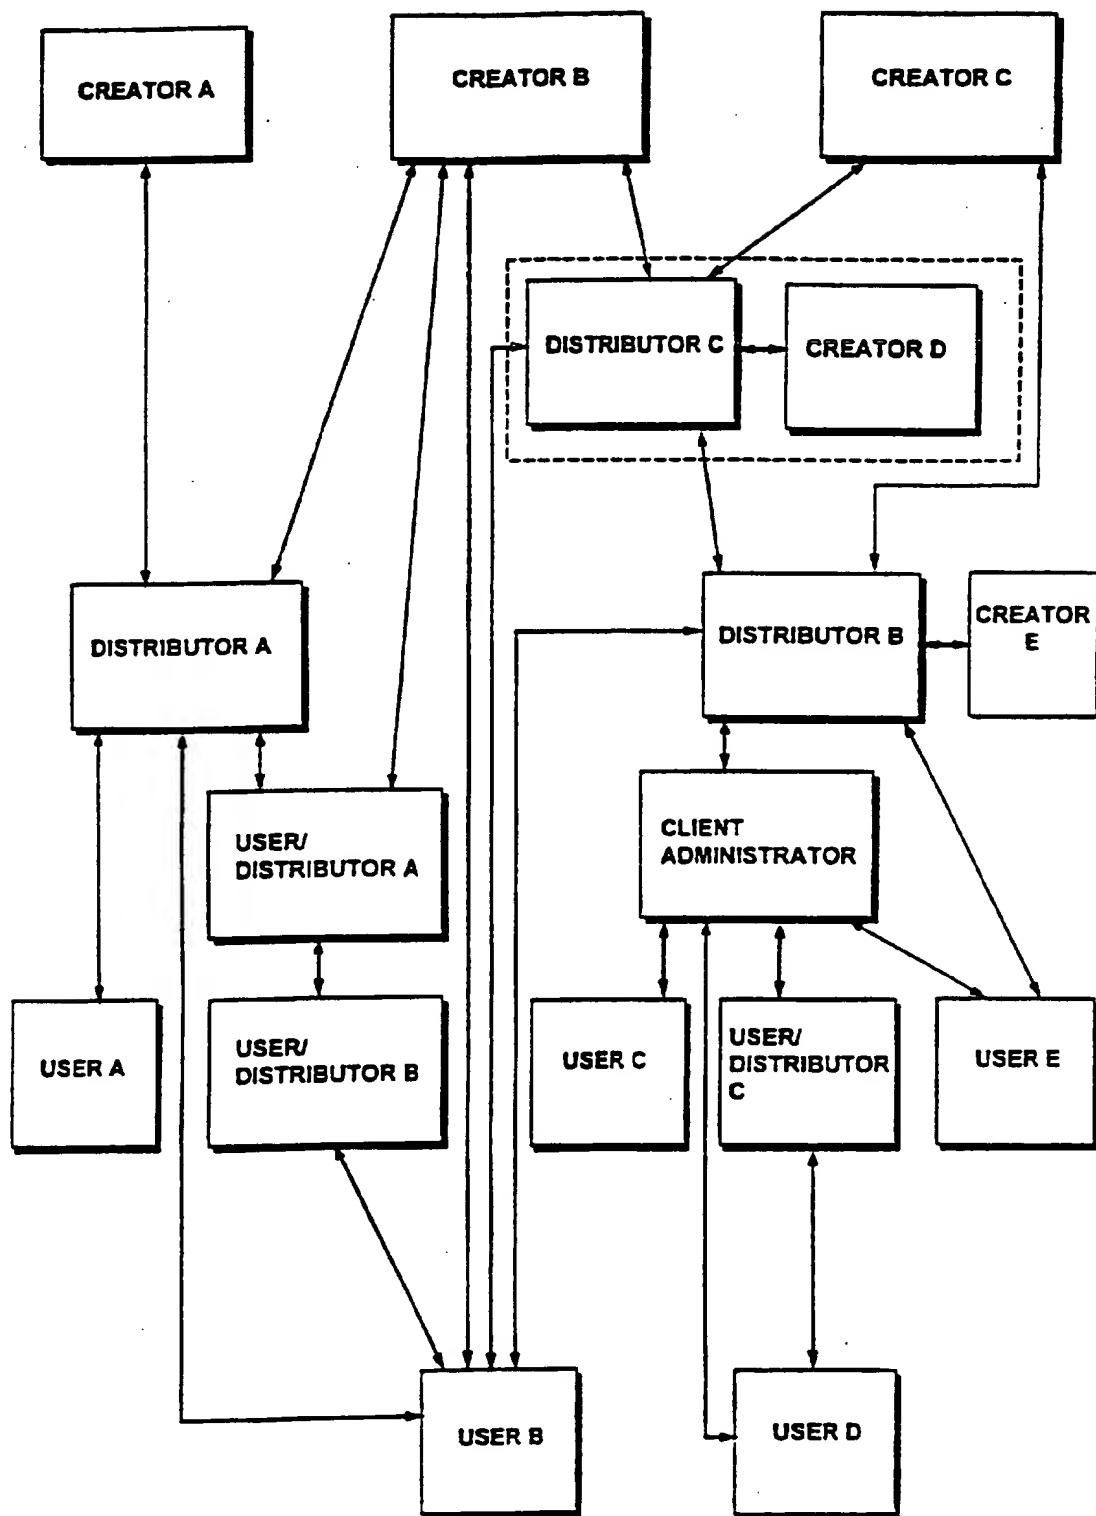 CREATOR A
CREATOR B
CREATOR C
DISTRIBUTOR C
CREATOR D
DISTRIBUTOR A
DISTRIBUTOR B
CREATOR
E
USER/
DISTRIBUTOR A
CLIENT
ADMINISTRATOR
USER A
USER/
DISTRIBUTOR B
USER C
USER/
DISTRIBUTOR
C
USER E
USER B
USER D